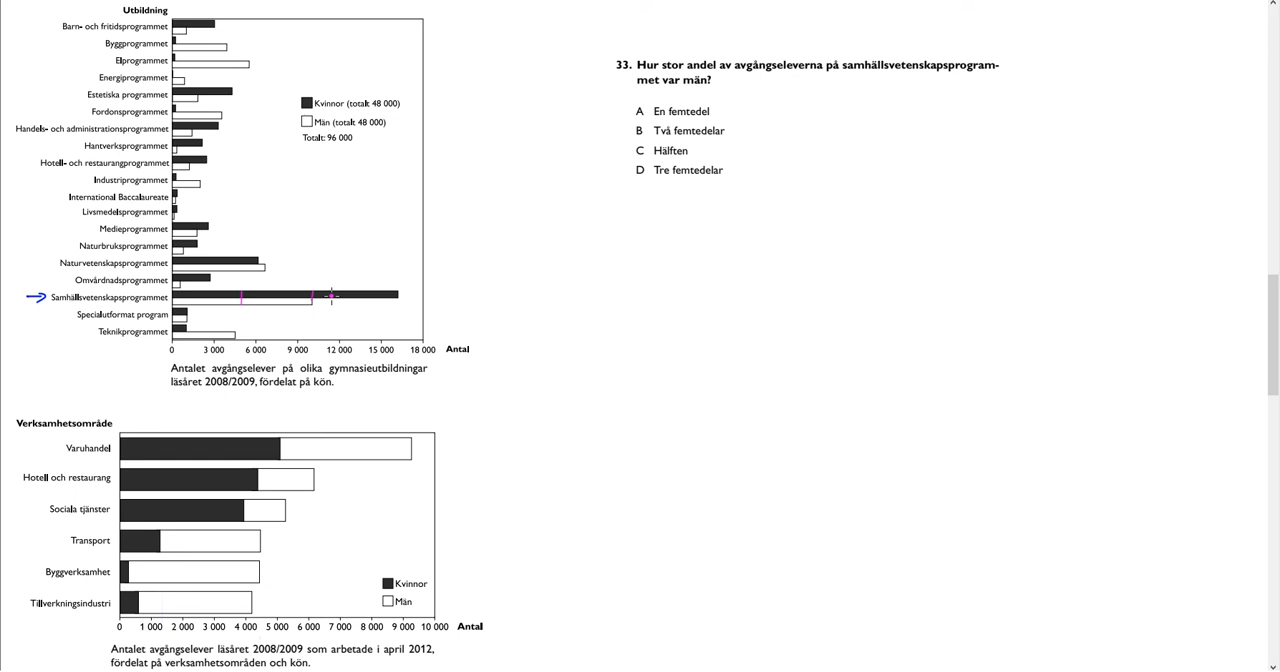 Utbildning
Barn- och fritidsprogrammet
Byggprogrammet
Elprogrammet
Energiprogrammet
Estetiska programmet
Fordonsprogrammet
Handels- och administrationsprogrammet
Hantverksprogrammet
Hotell- och restaurangprogrammet
Industriprogrammet
International Baccalaureate
Livsmedelsprogrammet
Medieprogrammet
Naturbruksprogrammet
Naturvetenskapsprogrammet
Omvårdnadsprogrammet
Samhällsvetenskapsprogrammet
Specialutformat program
Teknikprogrammet
Kvinnor (totalt 48 000)
Män (totalt 48 000)
Totalt: 96 000
0 3 000 6 000 9 000 12 000 15 000 18 000 Antal
Antalet avgångselever på olika gymnasieutbildningar
läsåret 2008/2009, fördelat på kön.
Verksamhetsområde
Varuhandel
Hotell och restaurang
Sociala tjänster
Transport
Byggverksamhet
Tillverkningsindustri
Kvinnor
Män
0 1 000 2 000 3 000 4 000 5 000 6 000 7 000 8 000 9 000 10 000 Antal
Antalet avgångselever läsåret 2008/2009 som arbetade i april 2012,
fördelat på verksamhetsområden och kön.
33. Hur stor andel av avgångseleverna på samhällsvetenskapsprogram-
met var män?
A En femtedel
B Två femtedelar
C Hälften
D Tre femtedelar